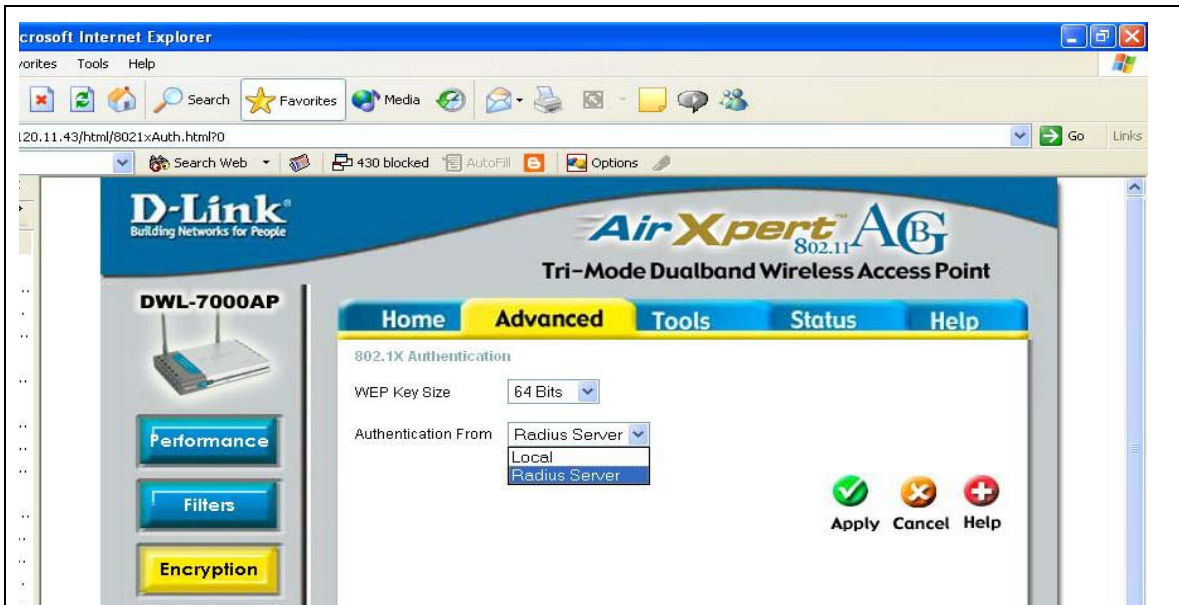 crosoft Internet Explorer
vorites Tools Help
Search Favorites Media
120.11.43/html/8021xAuth.html?0 Go Links
Search Web 430 blocked AutoFill Options
D-Link®
Building Networks for People
Air Xpert™ 802.11 ABG
Tri-Mode Dualband Wireless Access Point
DWL-7000AP
Home Advanced Tools Status Help
802.1X Authentication
WEP Key Size 64 Bits
Authentication From Radius Server
Local
Radius Server
Performance
Filters
Apply Cancel Help
Encryption